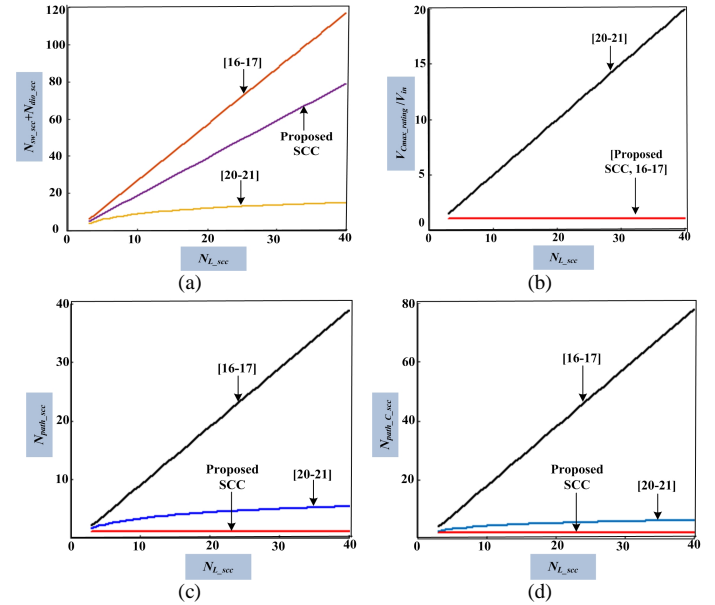 120
100
80
60
40
20
0
0
10
20
30
40
N_sw_scc+N_dio_scc
[16-17]
Proposed
SCC
[20-21]
N_L_scc
(a)
20
15
10
5
0
0
10
20
30
40
V_Cmax_rating/V_in
[20-21]
[Proposed
SCC, 16-17]
N_L_scc
(b)
40
30
20
10
0
10
20
30
40
N_path_scc
[16-17]
Proposed
SCC
[20-21]
N_L_scc
(c)
80
60
40
20
0
10
20
30
40
N_path_C_scc
[16-17]
Proposed
SCC
[20-21]
N_L_scc
(d)